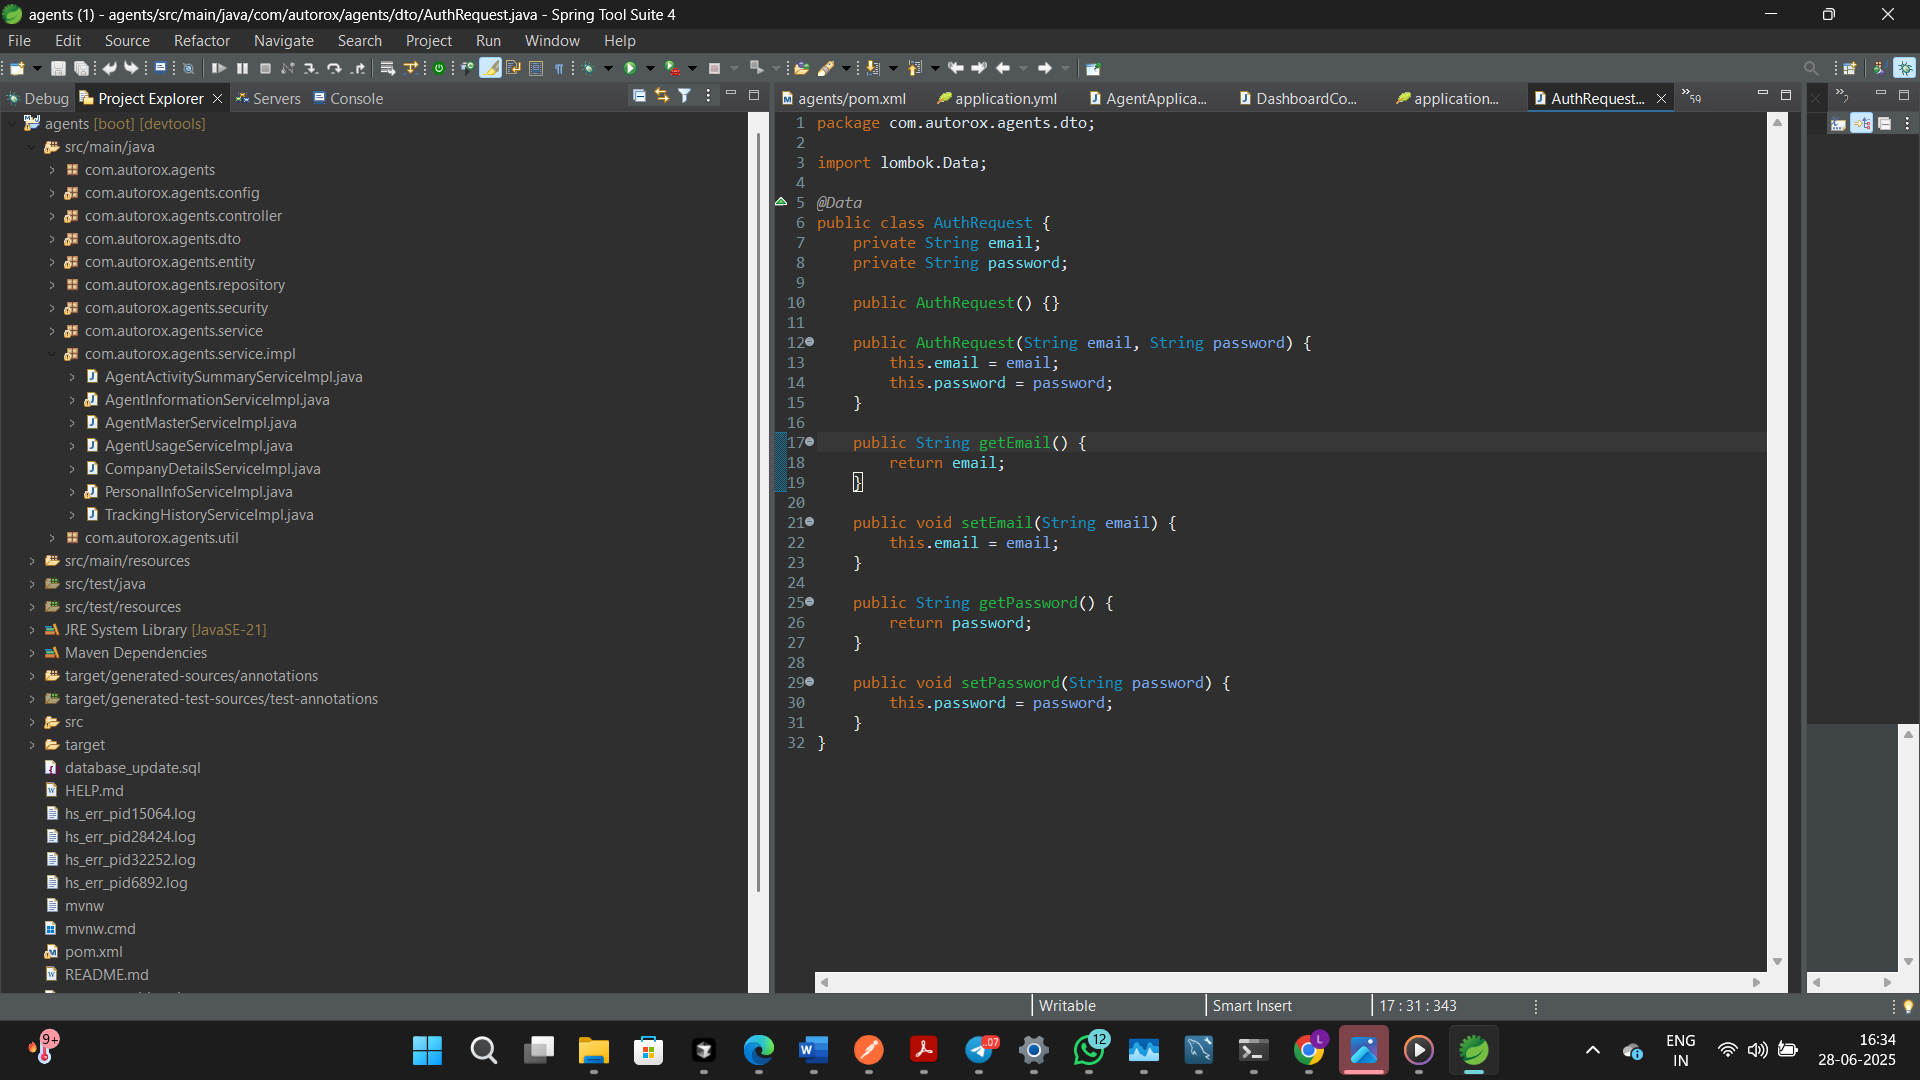 agents (1) - agents/src/main/java/com/autorox/agents/dto/AuthRequest.java - Spring Tool Suite 4
File Edit Source Refactor Navigate Search Project Run Window Help
Debug Project Explorer Servers Console
agents [boot] [devtools]
src/main/java
com.autorox.agents
com.autorox.agents.config
com.autorox.agents.controller
com.autorox.agents.dto
com.autorox.agents.entity
com.autorox.agents.repository
com.autorox.agents.security
com.autorox.agents.service
com.autorox.agents.service.impl
AgentActivitySummaryServiceImpl.java
AgentInformationServiceImpl.java
AgentMasterServiceImpl.java
AgentUsageServiceImpl.java
CompanyDetailsServiceImpl.java
PersonalInfoServiceImpl.java
TrackingHistoryServiceImpl.java
com.autorox.agents.util
src/main/resources
src/test/java
src/test/resources
JRE System Library [JavaSE-21]
Maven Dependencies
target/generated-sources/annotations
target/generated-test-sources/test-annotations
src
target
database_update.sql
HELP.md
hs_err_pid15064.log
hs_err_pid28424.log
hs_err_pid32252.log
hs_err_pid6892.log
mvnw
mvnw.cmd
pom.xml
README.md
agents/pom.xml application.yml AgentApplica... DashboardCo... application... AuthRequest... »59 »2
1 package com.autorox.agents.dto;
2
3 import lombok.Data;
4
5 @Data
6 public class AuthRequest {
7 private String email;
8 private String password;
9
10 public AuthRequest() {}
11
12 public AuthRequest(String email, String password) {
13 this.email = email;
14 this.password = password;
15 }
16
17 public String getEmail() {
18 return email;
19 }
20
21 public void setEmail(String email) {
22 this.email = email;
23 }
24
25 public String getPassword() {
26 return password;
27 }
28
29 public void setPassword(String password) {
30 this.password = password;
31 }
32 }
Writable Smart Insert 17 : 31 : 343
9+ .07 12 L
ENG
IN
16:34
28-06-2025